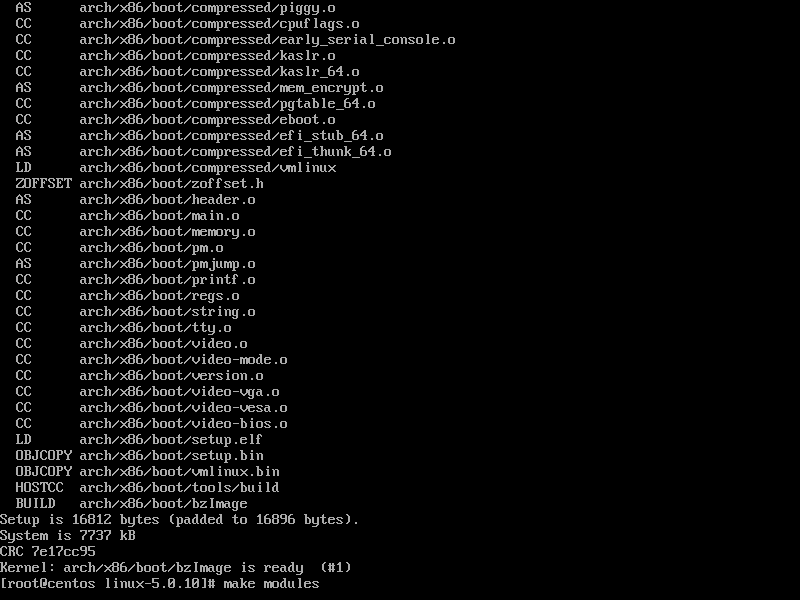 AS      arch/x86/boot/compressed/piggy.o
CC      arch/x86/boot/compressed/cpuflags.o
CC      arch/x86/boot/compressed/early_serial_console.o
CC      arch/x86/boot/compressed/kaslr.o
CC      arch/x86/boot/compressed/kaslr_64.o
AS      arch/x86/boot/compressed/mem_encrypt.o
CC      arch/x86/boot/compressed/pgtable_64.o
CC      arch/x86/boot/compressed/eboot.o
AS      arch/x86/boot/compressed/efi_stub_64.o
AS      arch/x86/boot/compressed/efi_thunk_64.o
LD      arch/x86/boot/compressed/vmlinux
ZOFFSET arch/x86/boot/zoffset.h
AS      arch/x86/boot/header.o
CC      arch/x86/boot/main.o
CC      arch/x86/boot/memory.o
CC      arch/x86/boot/pm.o
AS      arch/x86/boot/pmjump.o
CC      arch/x86/boot/printf.o
CC      arch/x86/boot/regs.o
CC      arch/x86/boot/string.o
CC      arch/x86/boot/tty.o
CC      arch/x86/boot/video.o
CC      arch/x86/boot/video-mode.o
CC      arch/x86/boot/version.o
CC      arch/x86/boot/video-vga.o
CC      arch/x86/boot/video-vesa.o
CC      arch/x86/boot/video-bios.o
LD      arch/x86/boot/setup.elf
OBJCOPY arch/x86/boot/setup.bin
OBJCOPY arch/x86/boot/vmlinux.bin
HOSTCC  arch/x86/boot/tools/build
BUILD   arch/x86/boot/bzImage
Setup is 16812 bytes (padded to 16896 bytes).
System is 7737 kB
CRC 7e17cc95
Kernel: arch/x86/boot/bzImage is ready  (#1)
[root@centos linux-5.0.10]# make modules